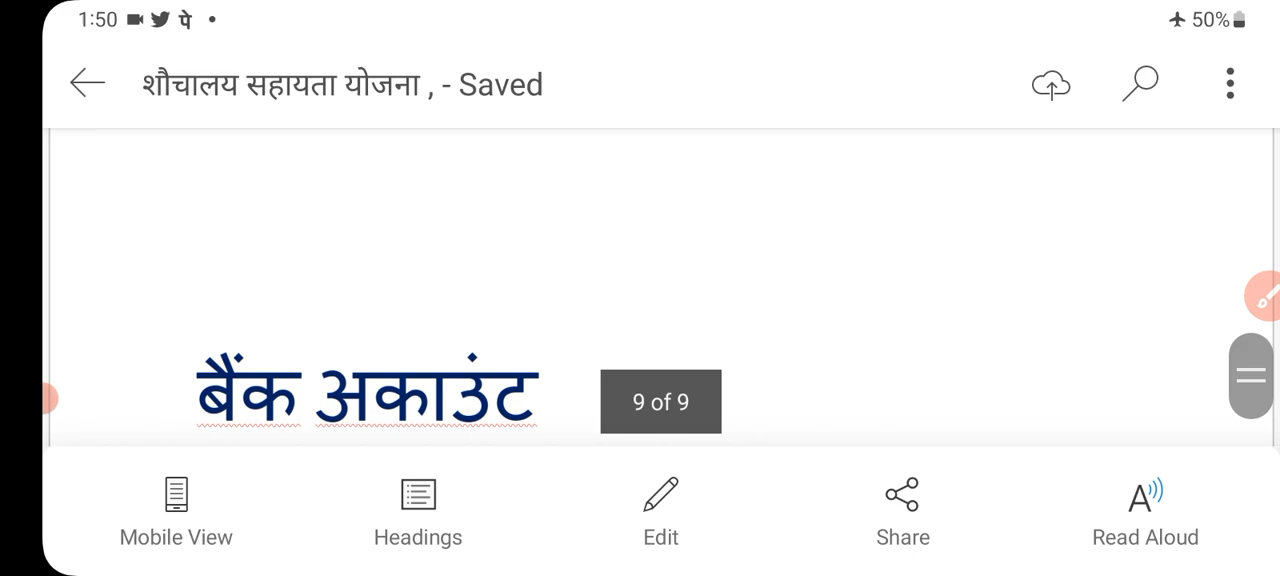 1:50 पे 50%
शौचालय सहायता योजना , - Saved
बैंक अकाउंट
9 of 9
Mobile View Headings Edit Share Read Aloud